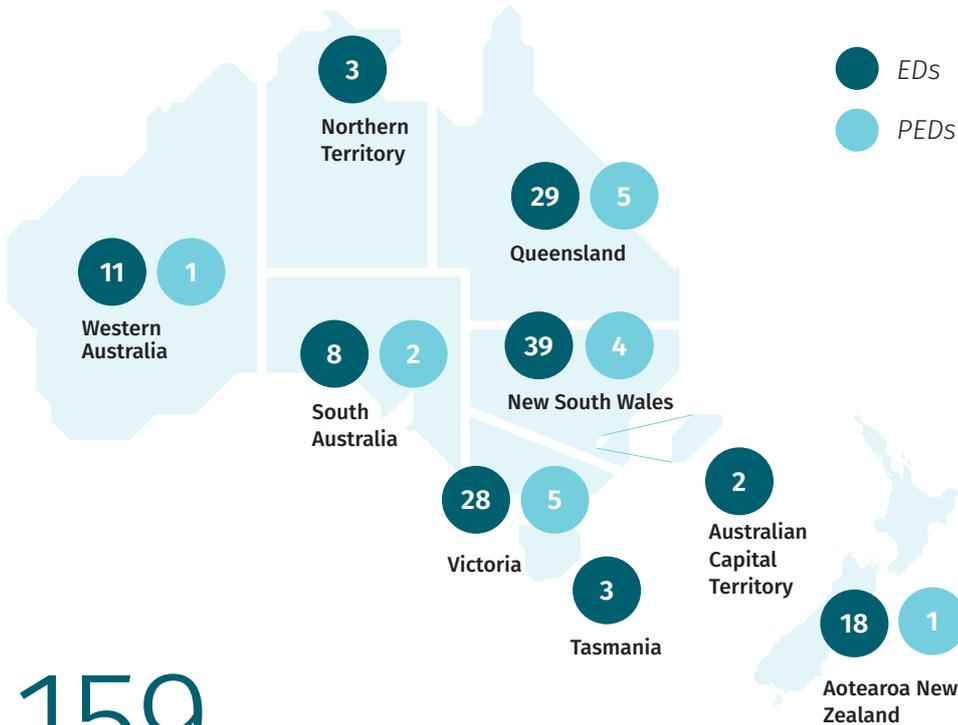 3
Northern
Territory
EDs
PEDs
29
5
Queensland
11
1
Western
Australia
8
2
South
Australia
39
4
New South Wales
28
5
Victoria
2
Australian
Capital
Territory
3
Tasmania
18
1
Aotearoa New
Zealand
159